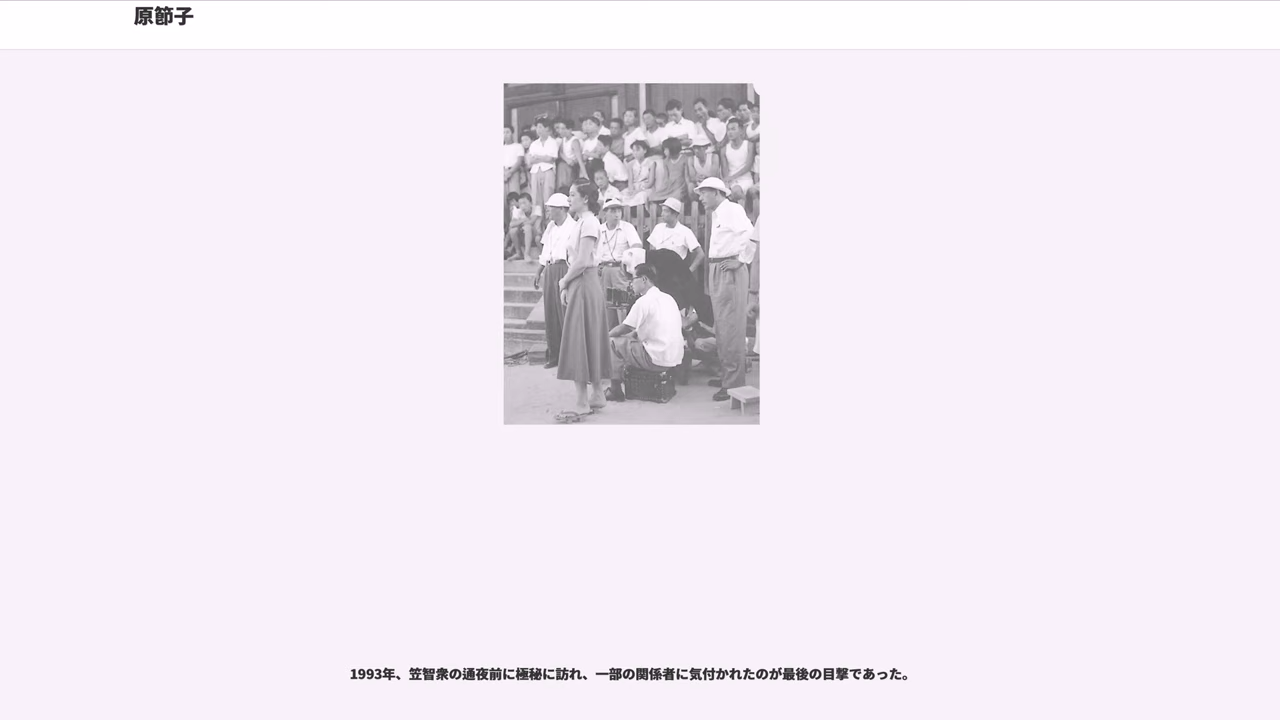 原節子
1993年、笠智衆の通夜前に極秘に訪れ、一部の関係者に気付かれたのが最後の目撃であった。